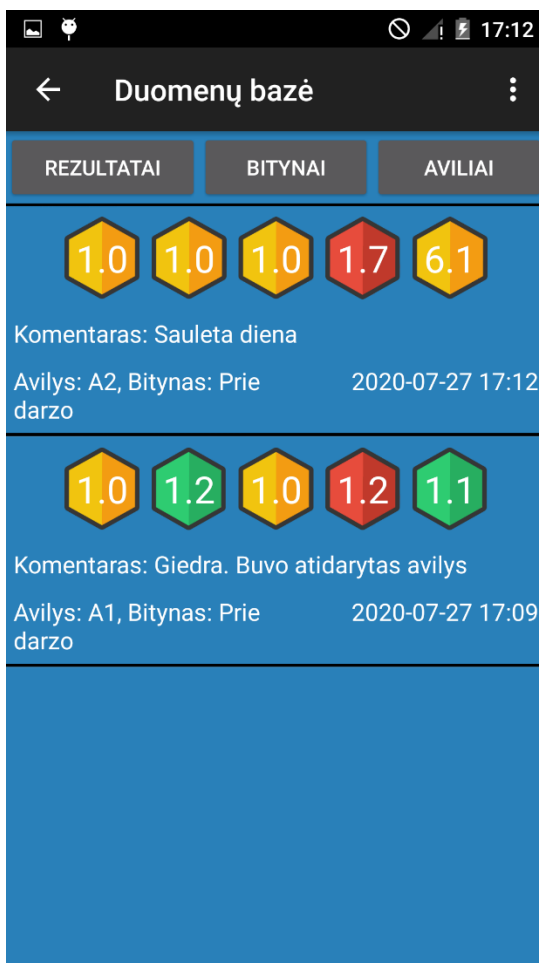 17:12
Duomenų bazė
REZULTATAI BITYNAI AVILIAI
1.0 1.0 1.0 1.7 6.1
Komentaras: Sauleta diena
Avilys: A2, Bitynas: Prie 2020-07-27 17:12
darzo
1.0 1.2 1.0 1.2 1.1
Komentaras: Giedra. Buvo atidarytas avilys
Avilys: A1, Bitynas: Prie 2020-07-27 17:09
darzo